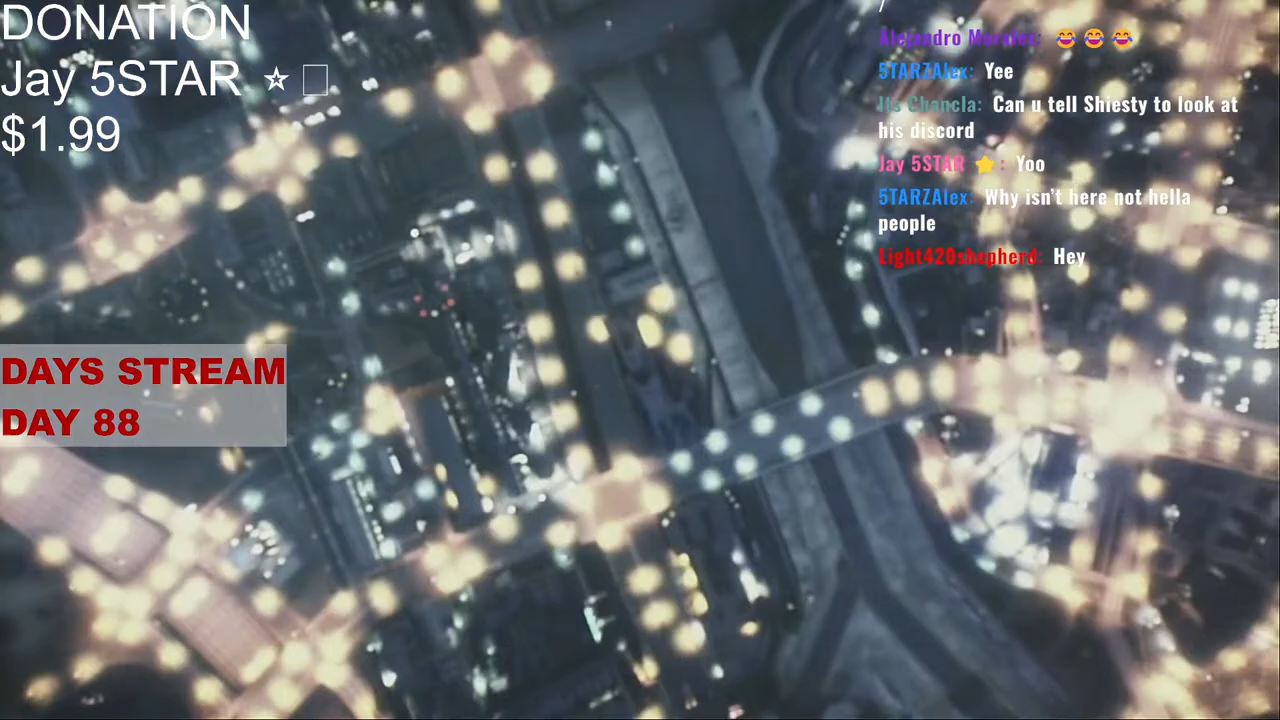 DONATION
Jay 5STAR ☆
$1.99
DAYS STREAM
DAY 88
/
Alejandro Morales: 😂 😂 😂
5TARZAlex: Yee
Its Chancla: Can u tell Shiesty to look at
his discord
Jay 5STAR ⭐: Yoo
5TARZAlex: Why isn't here not hella
people
Light420shepherd: Hey